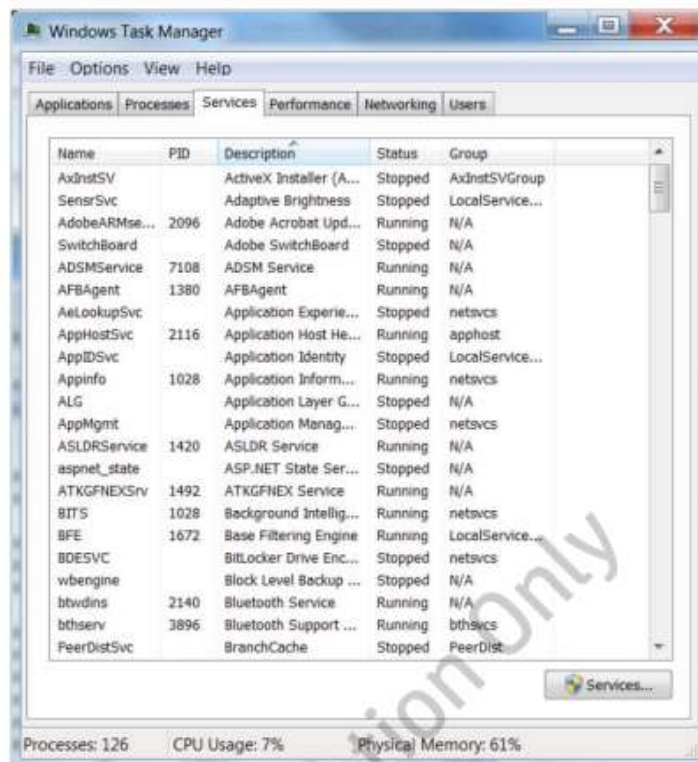 Windows Task Manager
File Options View Help
Applications Processes Services Performance Networking Users
Name PID Description Status Group
AxInstSV ActiveX Installer (A... Stopped AxInstSVGroup
SensrSvc Adaptive Brightness Stopped LocalService...
AdobeARMse... 2096 Adobe Acrobat Upd... Running N/A
SwitchBoard Adobe SwitchBoard Stopped N/A
ADSMService 7108 ADSM Service Running N/A
AFBAgent 1380 AFBAgent Running N/A
AeLookupSvc Application Experie... Stopped netsvcs
AppHostSvc 2116 Application Host He... Running apphost
AppIDSvc Application Identity Stopped LocalService...
Appinfo 1028 Application Inform... Running netsvcs
ALG Application Layer G... Stopped N/A
AppMgmt Application Manag... Stopped netsvcs
ASLDRService 1420 ASLDR Service Running N/A
aspnet_state ASP.NET State Ser... Stopped N/A
ATKGFNEXSrv 1492 ATKGFNEX Service Running N/A
BITS 1028 Background Intellig... Running netsvcs
BFE 1672 Base Filtering Engine Running LocalService...
BDESVC BitLocker Drive Enc... Stopped netsvcs
wbengine Block Level Backup ... Stopped N/A
btwdins 2140 Bluetooth Service Running N/A
bthserv 3896 Bluetooth Support ... Running bthsvcs
PeerDistSvc BranchCache Stopped PeerDist
Services...
Processes: 126 CPU Usage: 7% Physical Memory: 61%
tion Only